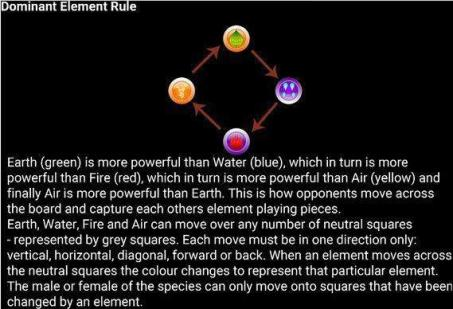 Dominant Element Rule
Earth (green) is more powerful than Water (blue), which in turn is more
powerful than Fire (red), which in turn is more powerful than Air (yellow) and
finally Air is more powerful than Earth. This is how opponents move across
the board and capture each others element playing pieces.
Earth, Water, Fire and Air can move over any number of neutral squares
- represented by grey squares. Each move must be in one direction only:
vertical, horizontal, diagonal, forward or back. When an element moves across
the neutral squares the colour changes to represent that particular element.
The male or female of the species can only move onto squares that have been
changed by an element.